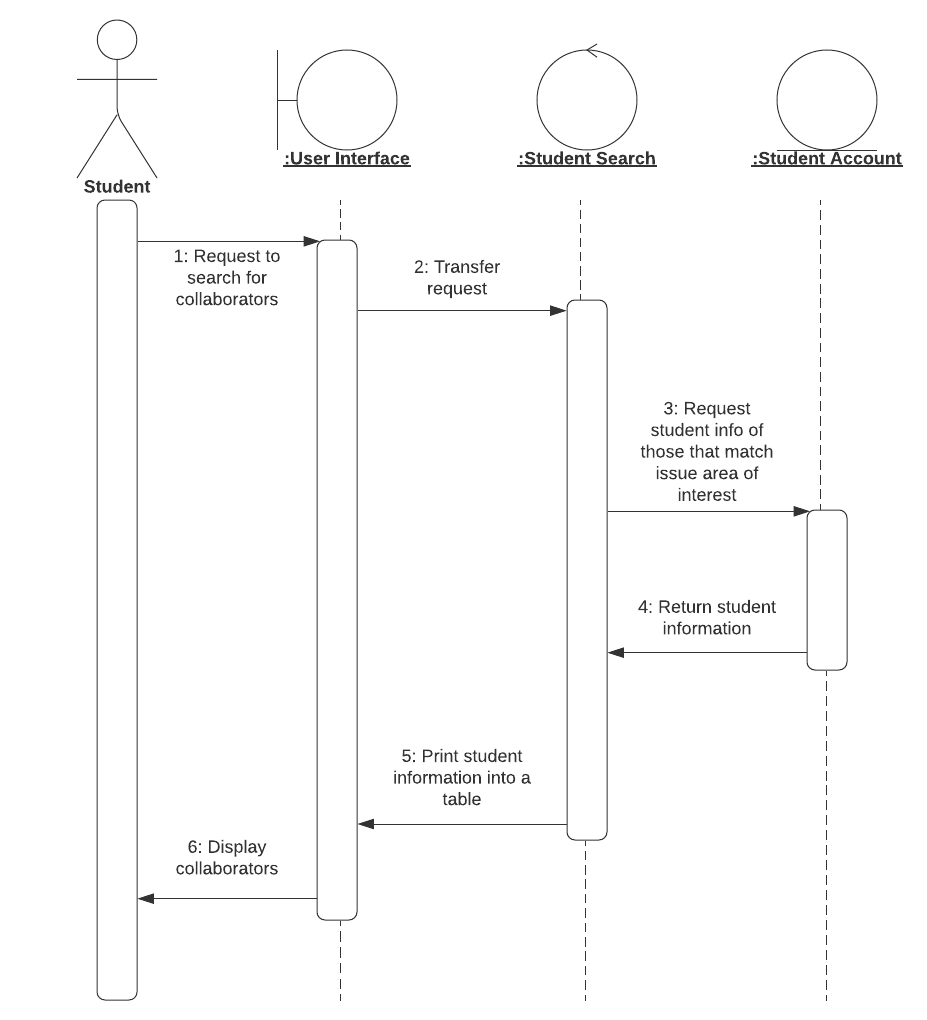 Student
:User Interface
:Student Search
:Student Account
1: Request to
search for
collaborators
2: Transfer
request
3: Request
student info of
those that match
issue area of
interest
4: Return student
information
5: Print student
information into a
table
6: Display
collaborators